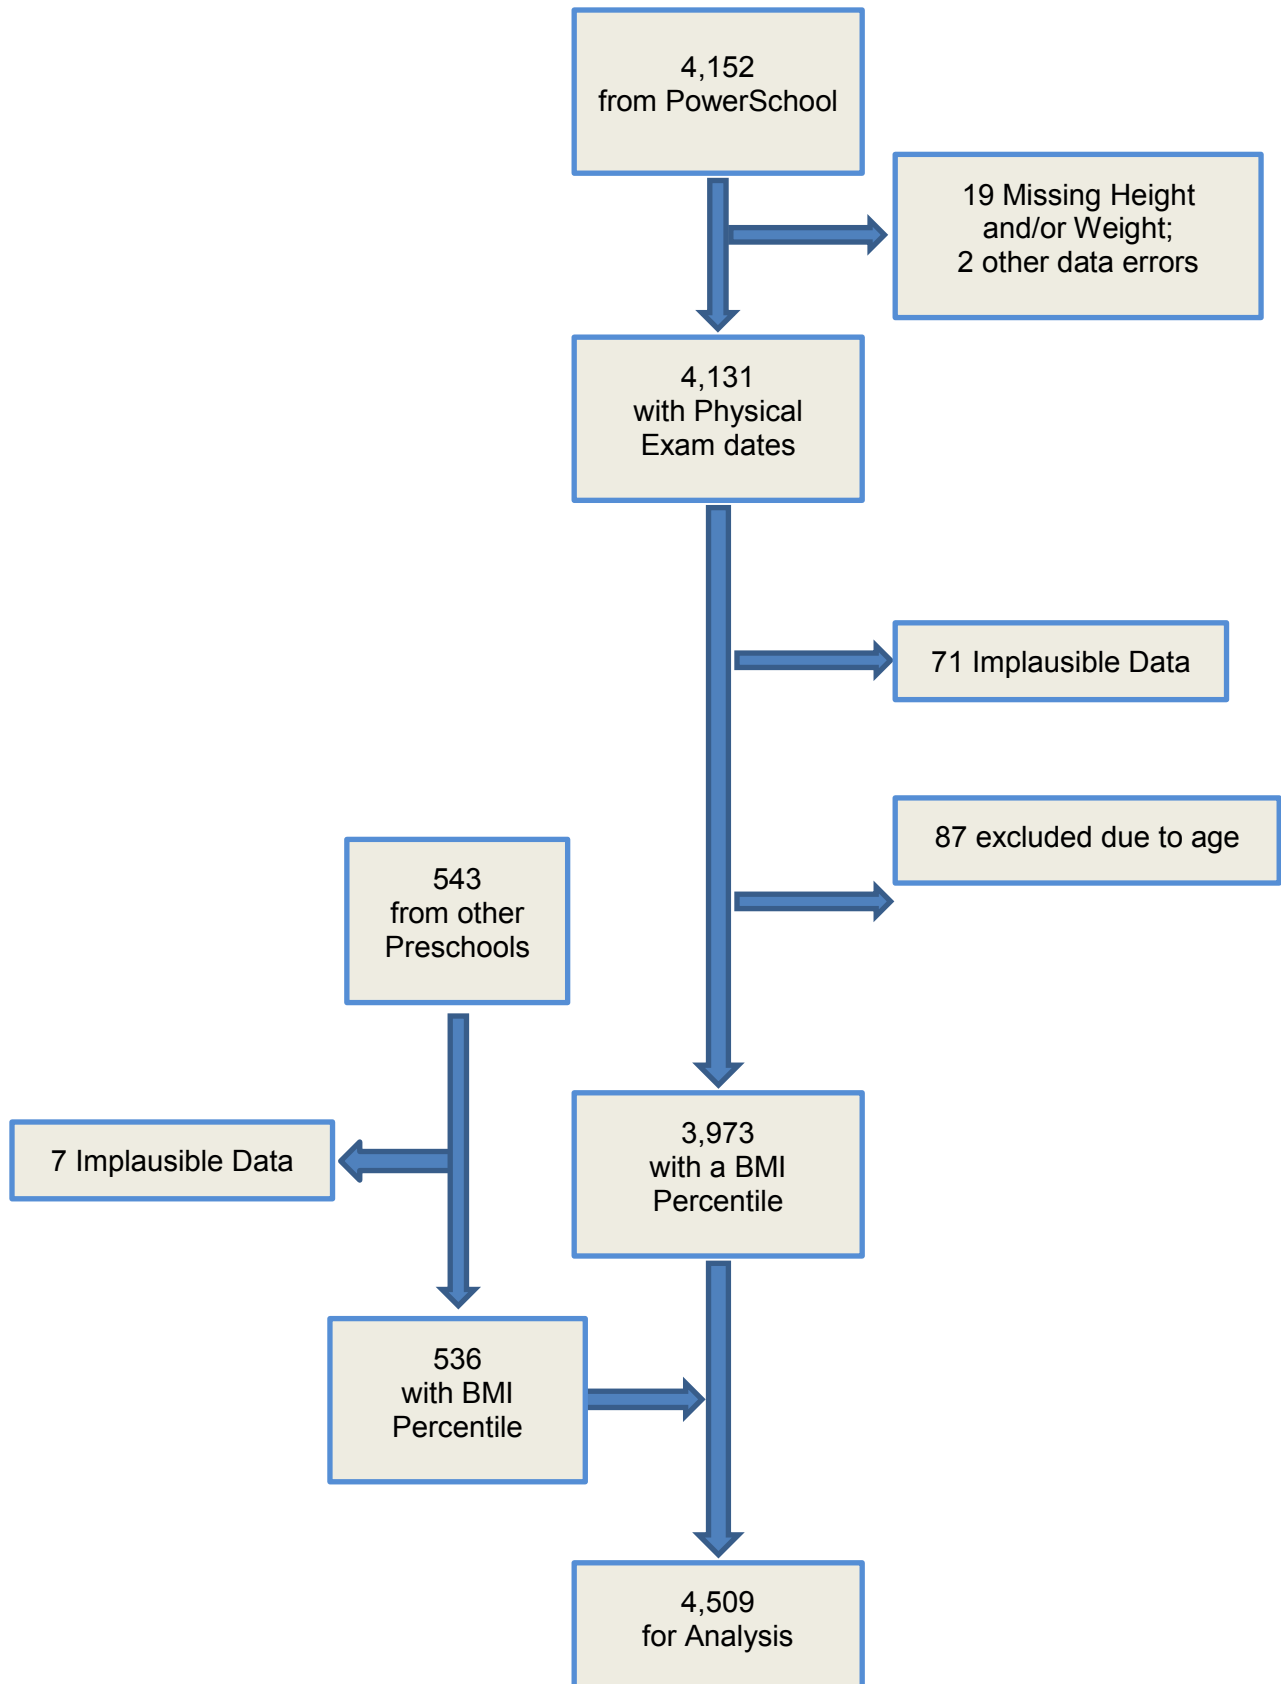 4,152
from PowerSchool
19 Missing Height
and/or Weight;
2 other data errors
4,131
with Physical
Exam dates
71 Implausible Data
87 excluded due to age
543
from other
Preschools
3,973
with a BMI
Percentile
7 Implausible Data
536
with BMI
Percentile
4,509
for Analysis